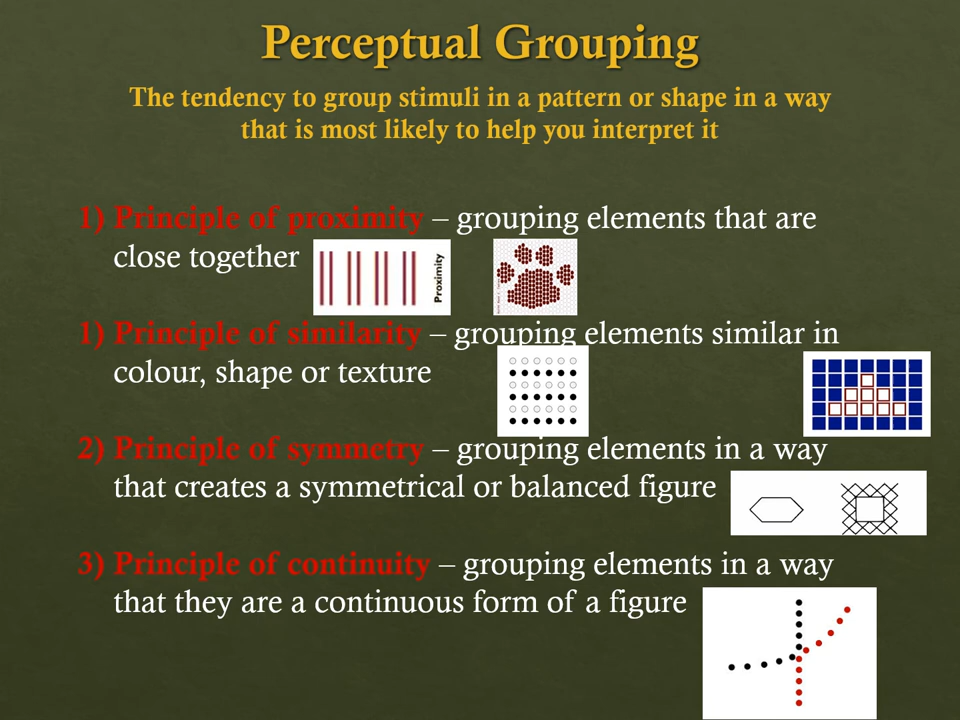 Perceptual Grouping
The tendency to group stimuli in a pattern or shape in a way
that is most likely to help you interpret it
1) Principle of proximity – grouping elements that are
close together
Proximity
1) Principle of similarity – grouping elements similar in
colour, shape or texture
2) Principle of symmetry – grouping elements in a way
that creates a symmetrical or balanced figure
3) Principle of continuity – grouping elements in a way
that they are a continuous form of a figure